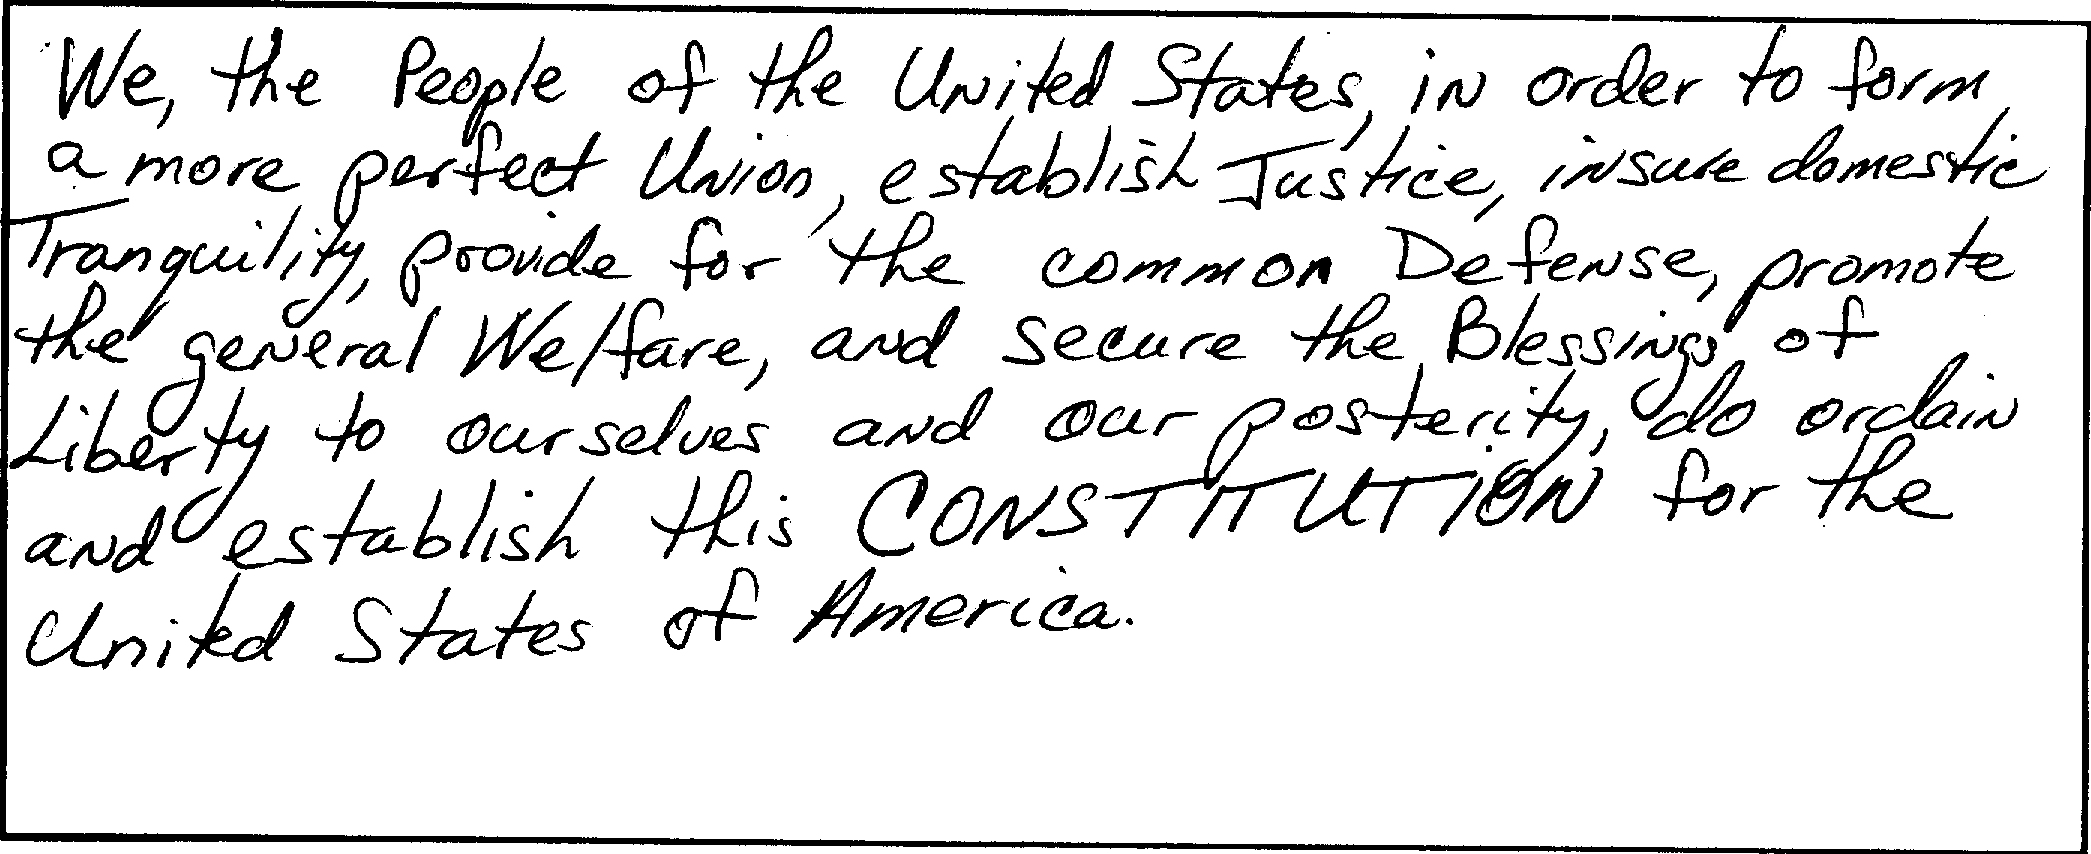 We, the People of the United States, in order to form
a more perfect Union, establish Justice, insure domestic
Tranquility, provide for the common Defense, promote
the general Welfare, and secure the Blessings of
Liberty to ourselves and our posterity, do ordain
and establish this CONSTITUTION for the
United States of America.